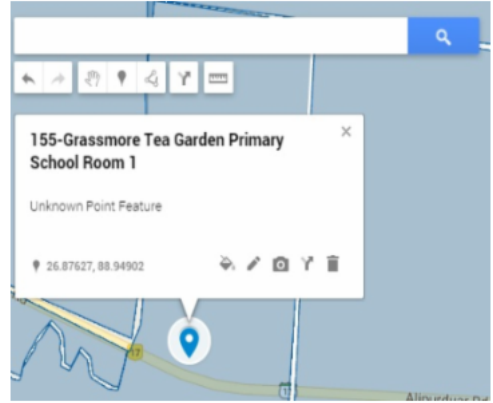 155-Grassmore Tea Garden Primary
School Room 1
Unknown Point Feature
26.87627, 88.94902
17
17
Alipurduar Rd